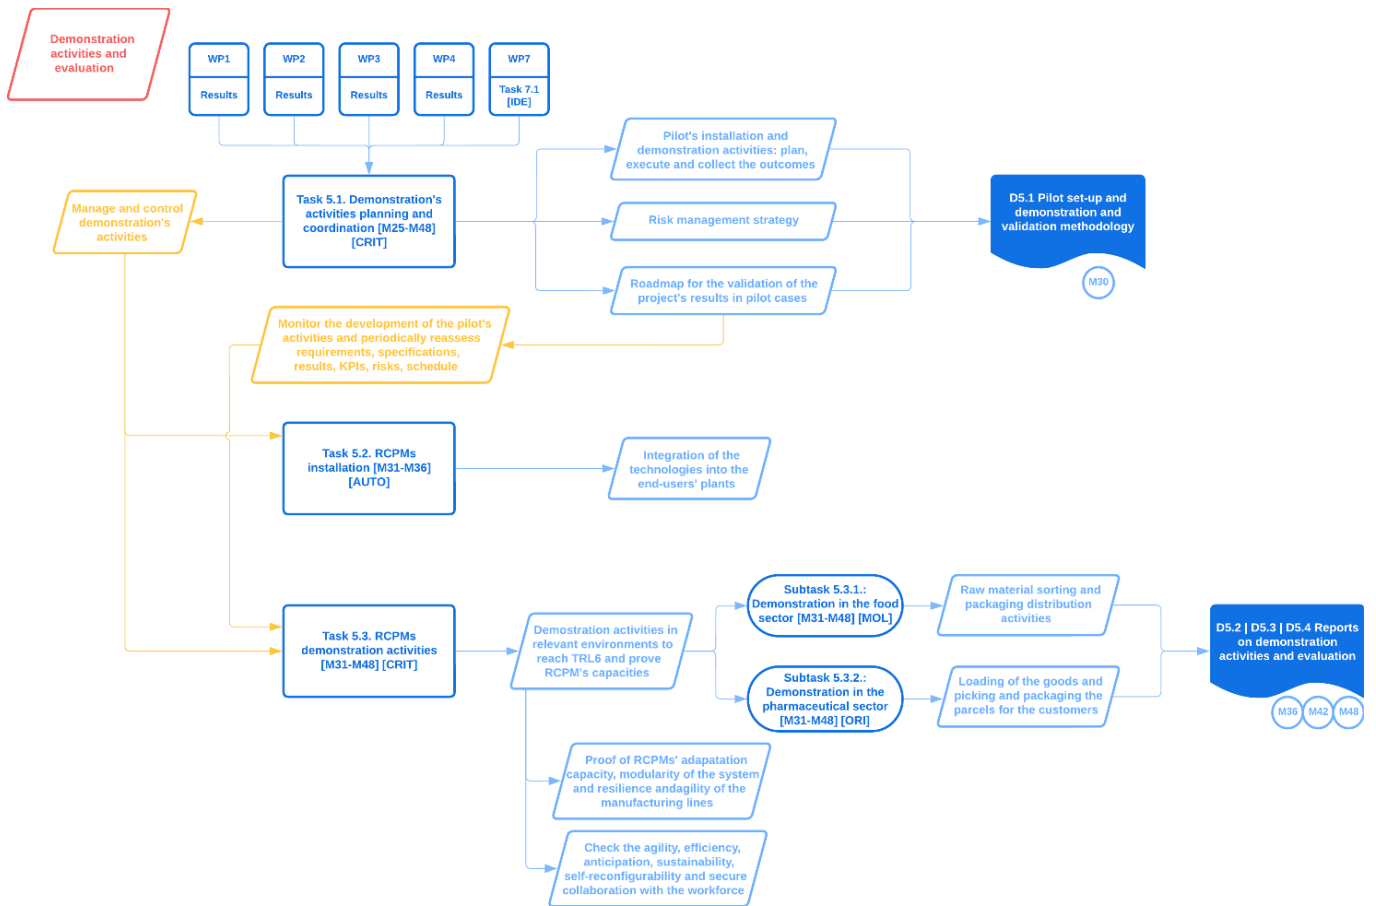 Demonstration
activities and
evaluation
WP1
Results
WP2
Results
WP3
Results
WP4
Results
WP7
Task 7.1
[IDE]
Pilot's installation and
demonstration activities: plan,
execute and collect the outcomes
Manage and control
demonstration's
activities
Task 5.1. Demonstration's
activities planning and
coordination [M25-M48]
[CRIT]
Risk management strategy
D5.1 Pilot set-up and
demonstration and
validation methodology
M30
Roadmap for the validation of the
project's results in pilot cases
Monitor the development of the pilot's
activities and periodically reassess
requirements, specifications,
results, KPIs, risks, schedule
Task 5.2. RCPMs
installation [M31-M36]
[AUTO]
Integration of the
technologies into the
end-users' plants
Task 5.3. RCPMs
demonstration activities
[M31-M48] [CRIT]
Demostration activities in
relevant environments to
reach TRL6 and prove
RCPM's capacities
Subtask 5.3.1.:
Demonstration in the food
sector [M31-M48] [MOL]
Raw material sorting and
packaging distribution
activities
Subtask 5.3.2.:
Demonstration in the
pharmaceutical sector
[M31-M48] [ORI]
Loading of the goods and
picking and packaging the
parcels for the customers
D5.2 | D5.3 | D5.4 Reports
on demonstration
activities and evaluation
M36
M42
M48
Proof of RCPMs' adapatation
capacity, modularity of the system
and resilience andagility of the
manufacturing lines
Check the agility, efficiency,
anticipation, sustainability,
self-reconfigurability and secure
collaboration with the workforce